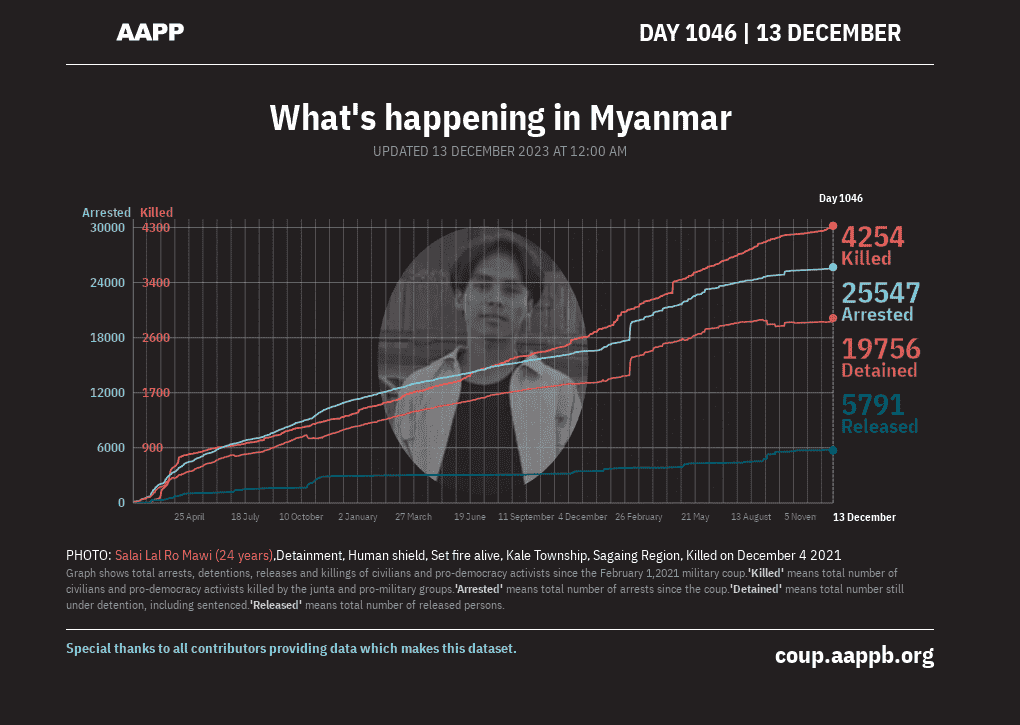 AAPP
DAY 1046 | 13 DECEMBER
What's happening in Myanmar
UPDATED 13 DECEMBER 2023 AT 12:00 AM
Day 1046
Arrested Killed
30000 4300
24000 3400
18000 2600
12000 1700
6000 900
0
4254
Killed
25547
Arrested
19756
Detained
5791
Released
25 April 18 July 10 October 2 January 27 March 19 June 11 September 4 December 26 February 21 May 13 August 5 Novem 13 December
PHOTO: Salai Lal Ro Mawi (24 years),Detainment, Human shield, Set fire alive, Kale Township, Sagaing Region, Killed on December 4 2021
Graph shows total arrests, detentions, releases and killings of civilians and pro-democracy activists since the February 1,2021 military coup.'Killed' means total number of
civilians and pro-democracy activists killed by the junta and pro-military groups.'Arrested' means total number of arrests since the coup.'Detained' means total number still
under detention, including sentenced.'Released' means total number of released persons.
Special thanks to all contributors providing data which makes this dataset.
coup.aappb.org